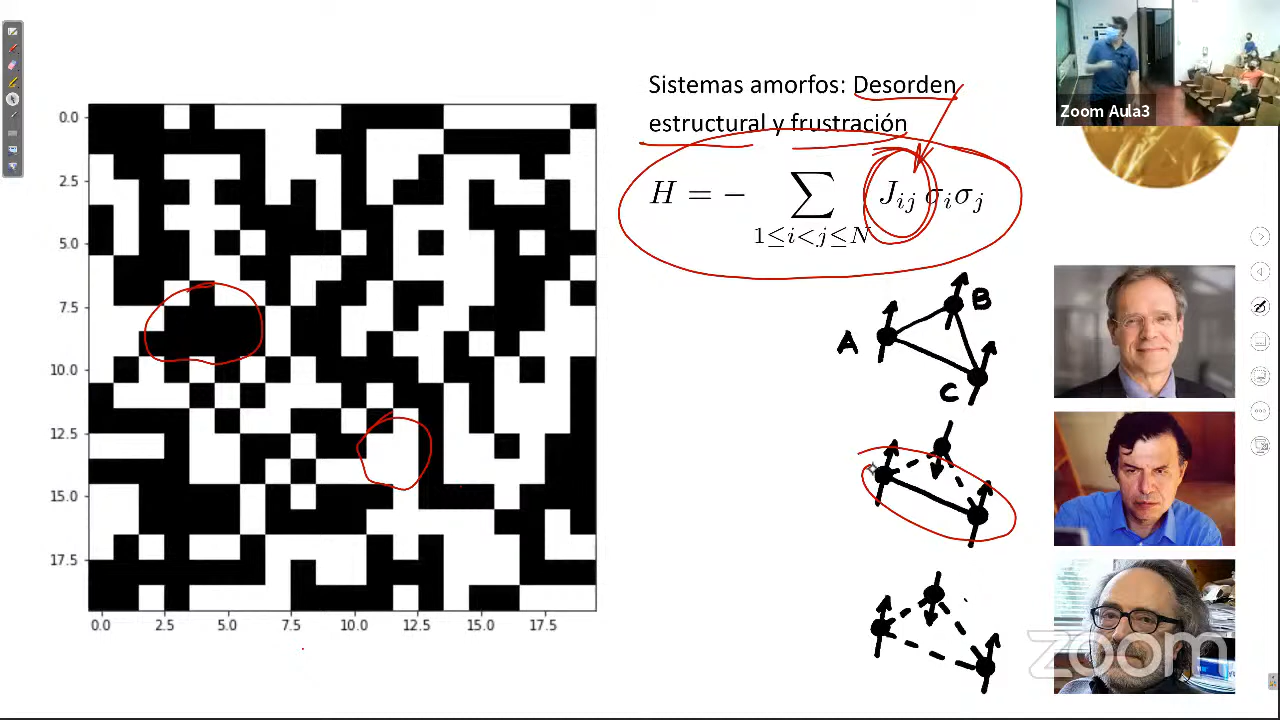 Sistemas amorfos: Desorden
estructural y frustración
H = − ∑ J_{ij} σ_i σ_j
1≤i<j≤N
Zoom Aula3
0.0
2.5
5.0
7.5
10.0
12.5
15.0
17.5
0.0 2.5 5.0 7.5 10.0 12.5 15.0 17.5
B
A
C
zoom